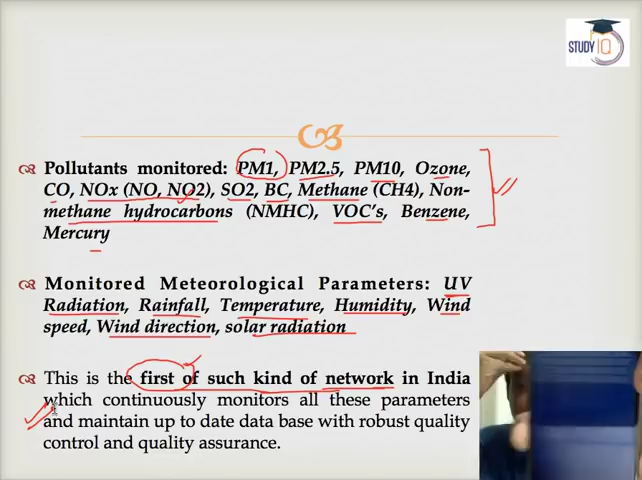 STUDY IQ
Pollutants monitored: PM1, PM2.5, PM10, Ozone,
CO, NOx (NO, NO2), SO2, BC, Methane (CH4), Non-
methane hydrocarbons (NMHC), VOC's, Benzene,
Mercury
Monitored Meteorological Parameters: UV
Radiation, Rainfall, Temperature, Humidity, Wind
speed, Wind direction, solar radiation
This is the first of such kind of network in India
which continuously monitors all these parameters
and maintain up to date data base with robust quality
control and quality assurance.